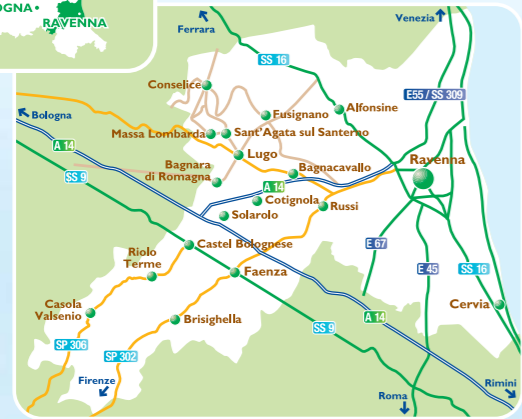 OGNA
RAVENNA
Ferrara
Venezia
SS 16
Conselice
E55 / SS 309
Fusignano
Alfonsine
Bologna
Massa Lombarda
Sant'Agata sul Santerno
A 14
Lugo
Ravenna
Bagnara
di Romagna
Bagnacavallo
SS 9
A 14
Cotignola
Russi
Solarolo
Castel Bolognese
E 67
Riolo
Terme
Faenza
E 45
SS 16
Casola
Valsenio
Cervia
Brisighella
A 14
SS 9
SP 306
SP 302
Firenze
Roma
Rimini